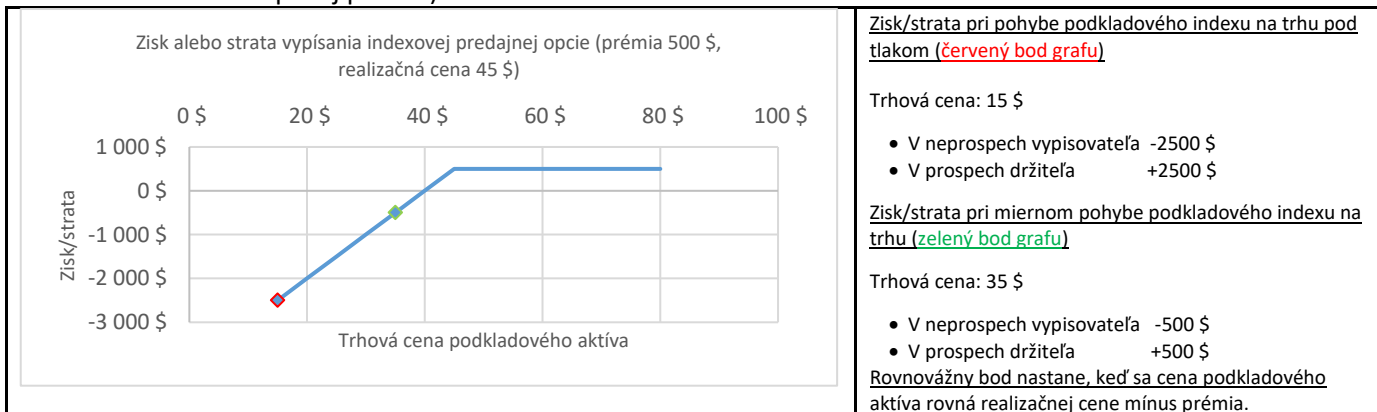 Zisk alebo strata vypísania indexovej predajnej opcie (prémia 500 $,
realizačná cena 45 $)
0 $ 20 $ 40 $ 60 $ 80 $ 100 $
1 000 $
0 $
-1 000 $
-2 000 $
-3 000 $
Zisk/strata
Trhová cena podkladového aktíva
Zisk/strata pri pohybe podkladového indexu na trhu pod
tlakom (červený bod grafu)
Trhová cena: 15 $
• V neprospech vypisovateľa -2500 $
• V prospech držiteľa +2500 $
Zisk/strata pri miernom pohybe podkladového indexu na
trhu (zelený bod grafu)
Trhová cena: 35 $
• V neprospech vypisovateľa -500 $
• V prospech držiteľa +500 $
Rovnovážny bod nastane, keď sa cena podkladového
aktíva rovná realizačnej cene mínus prémia.